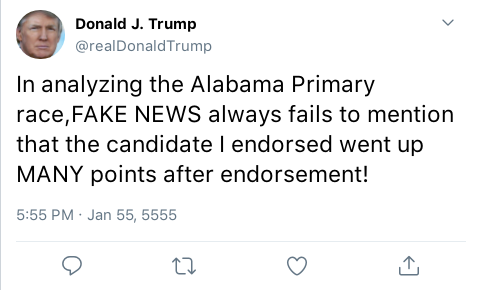 Donald J. Trump
@realDonaldTrump
In analyzing the Alabama Primary
race,FAKE NEWS always fails to mention
that the candidate I endorsed went up
MANY points after endorsement!
5:55 PM · Jan 55, 5555